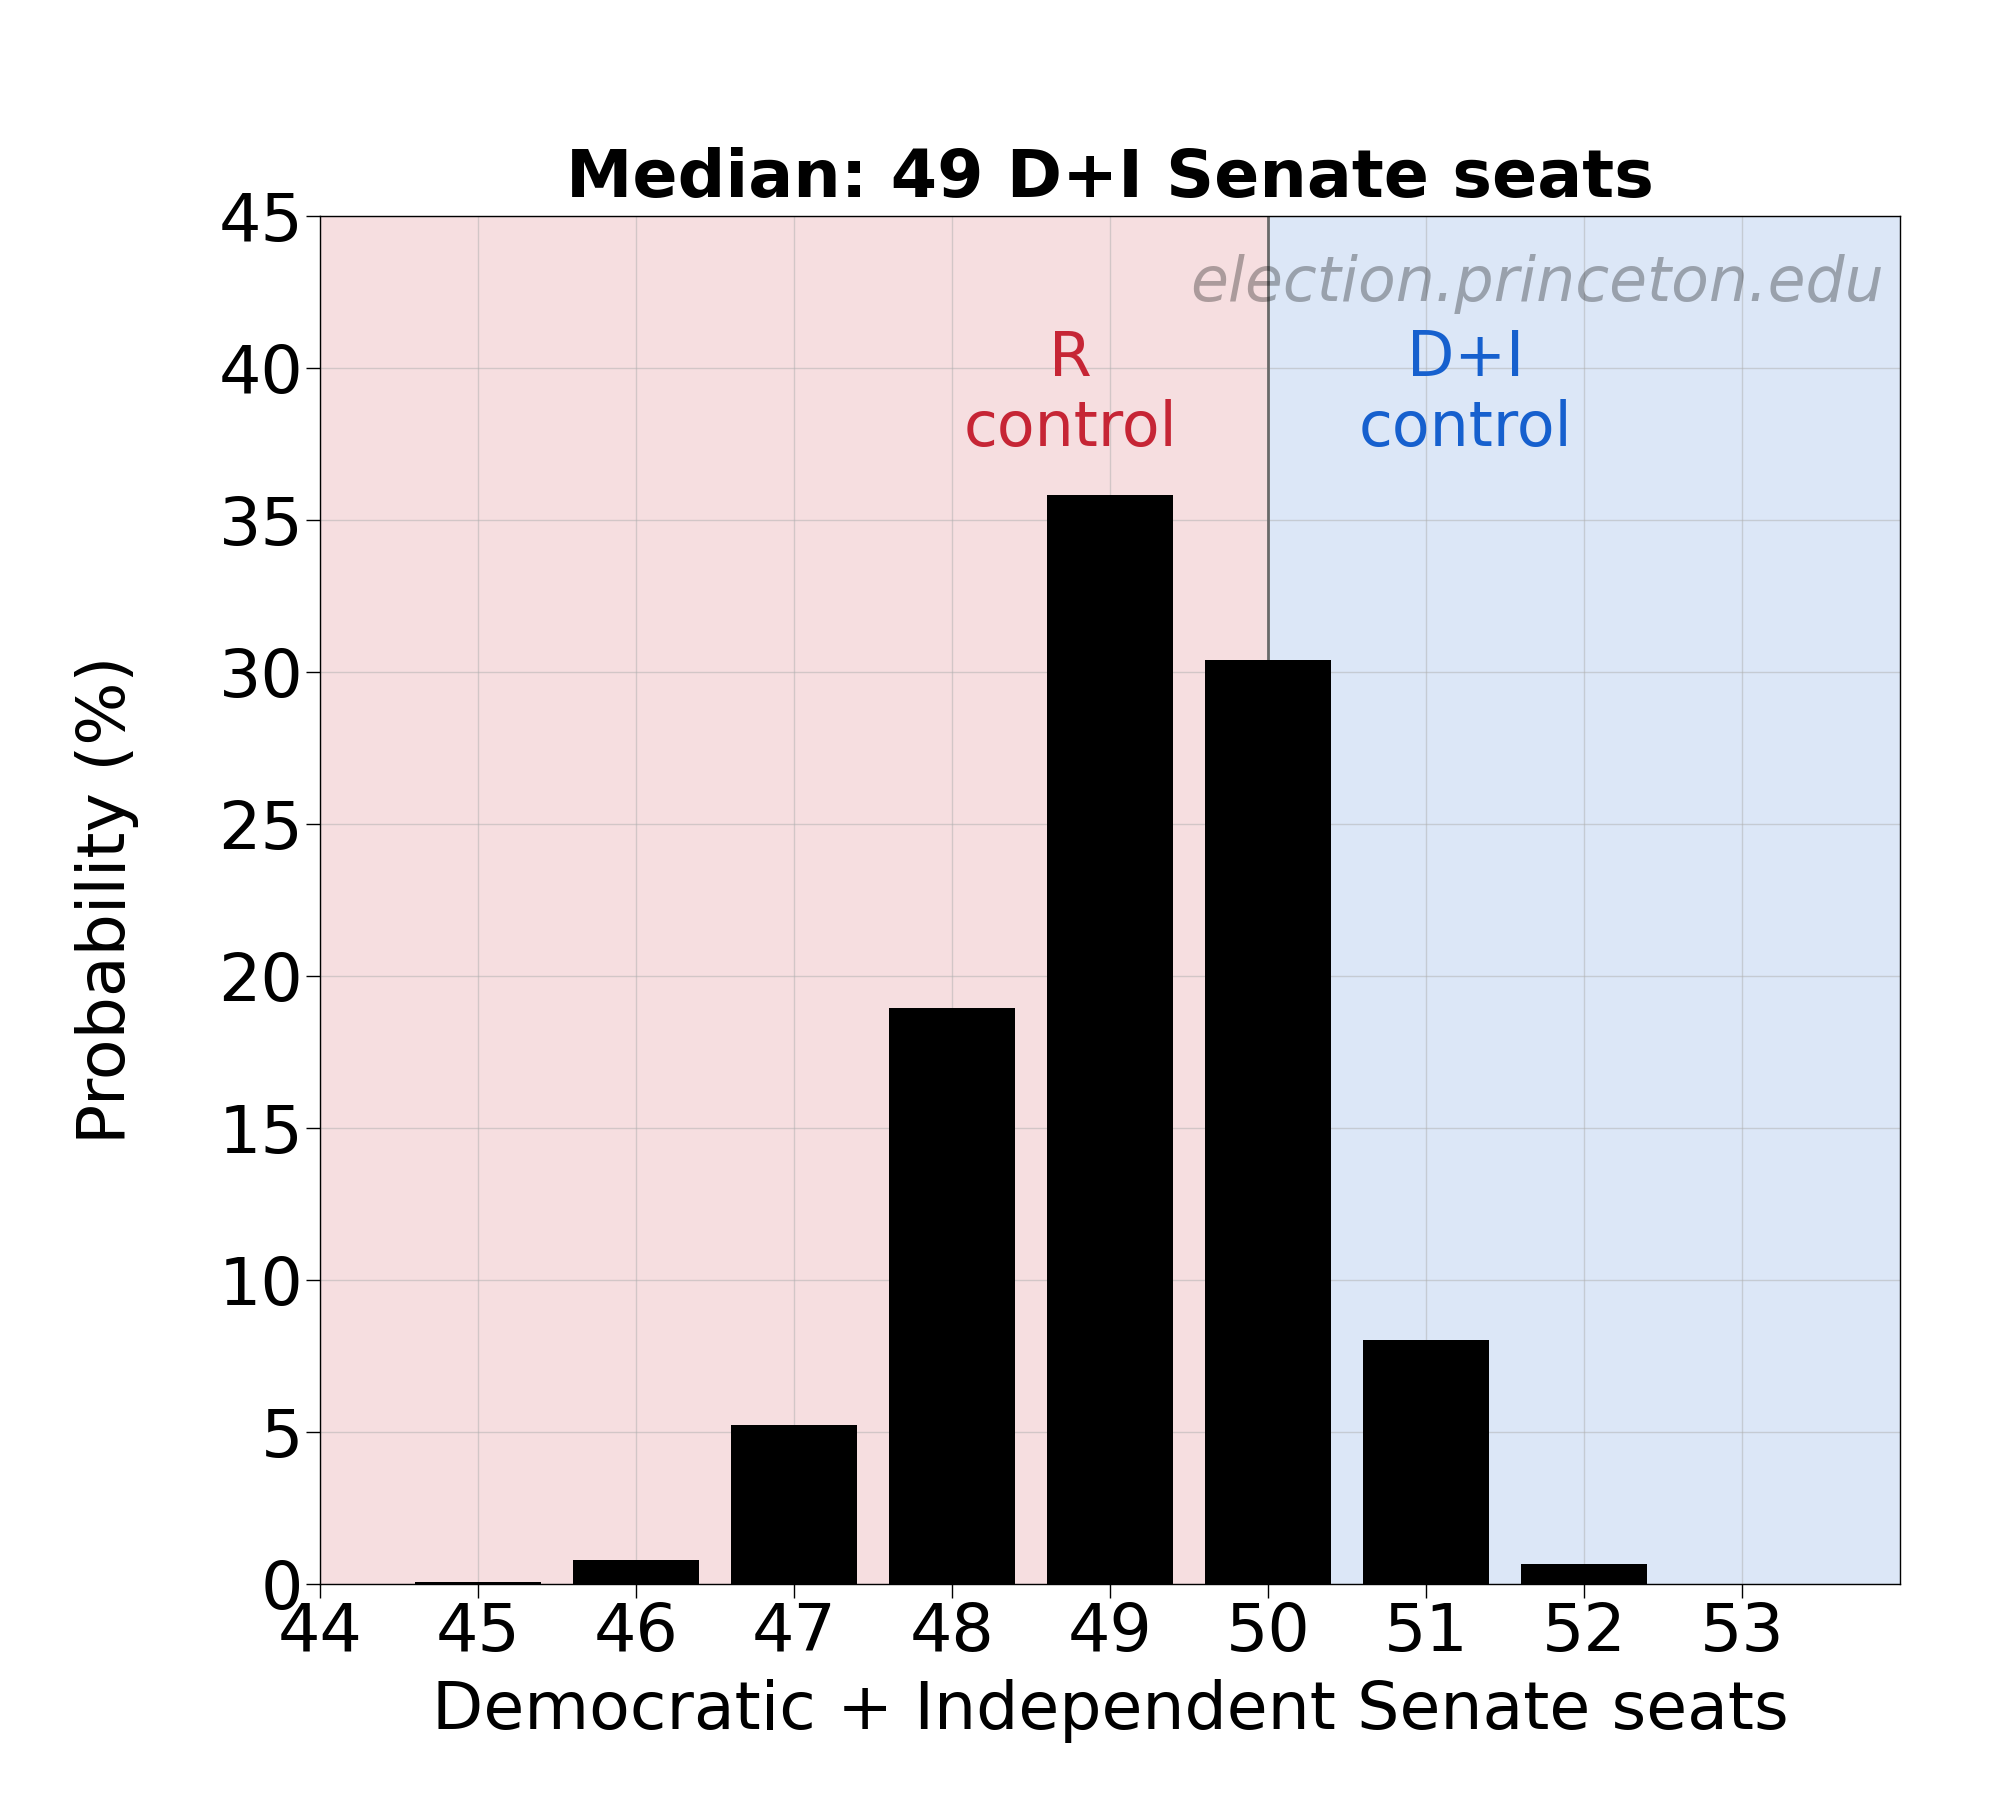 Median: 49 D+I Senate seats
election.princeton.edu
R
control
D+I
control
45
40
35
30
25
20
15
10
5
0
Probability (%)
44 45 46 47 48 49 50 51 52 53
Democratic + Independent Senate seats